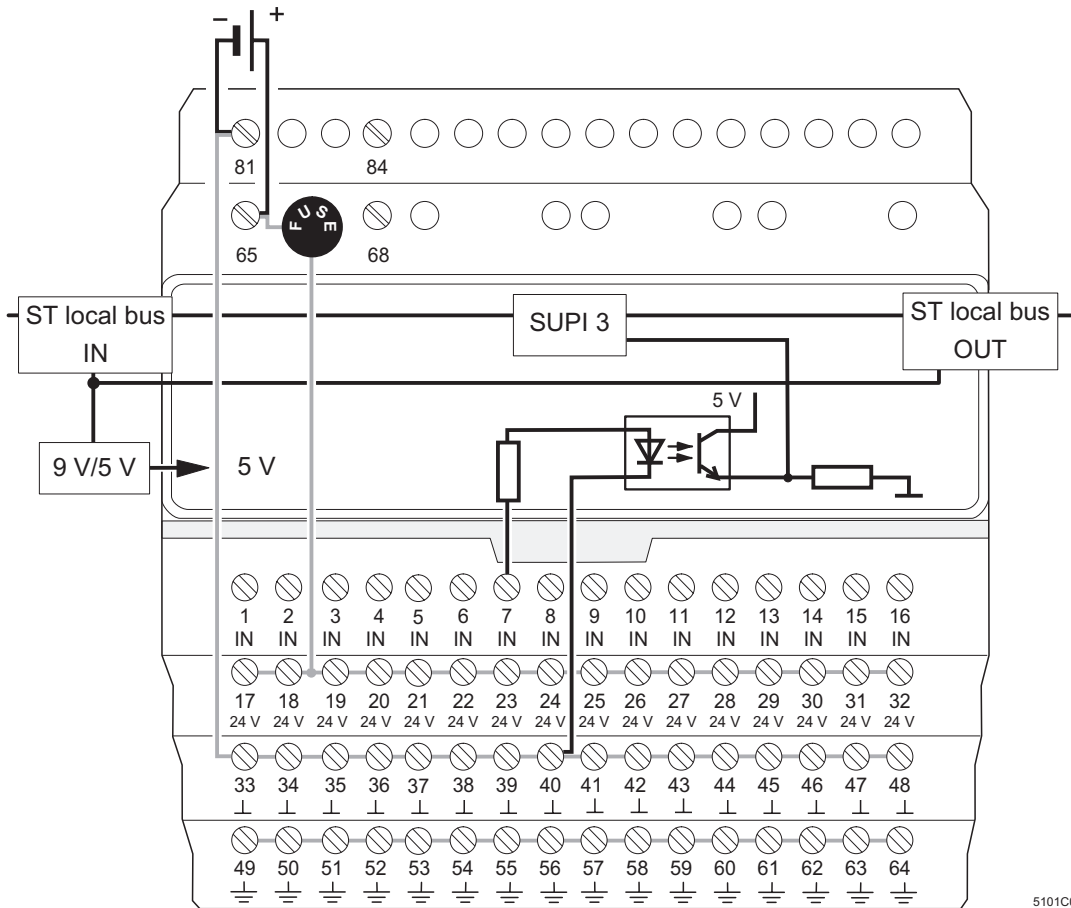 − +
81 84
FUSE
65 68
ST local bus
IN
SUPI 3
ST local bus
OUT
5 V
9 V/5 V
5 V
1 2 3 4 5 6 7 8 9 10 11 12 13 14 15 16
IN IN IN IN IN IN IN IN IN IN IN IN IN IN IN IN
17 18 19 20 21 22 23 24 25 26 27 28 29 30 31 32
24 V 24 V 24 V 24 V 24 V 24 V 24 V 24 V 24 V 24 V 24 V 24 V 24 V 24 V 24 V 24 V
33 34 35 36 37 38 39 40 41 42 43 44 45 46 47 48
49 50 51 52 53 54 55 56 57 58 59 60 61 62 63 64